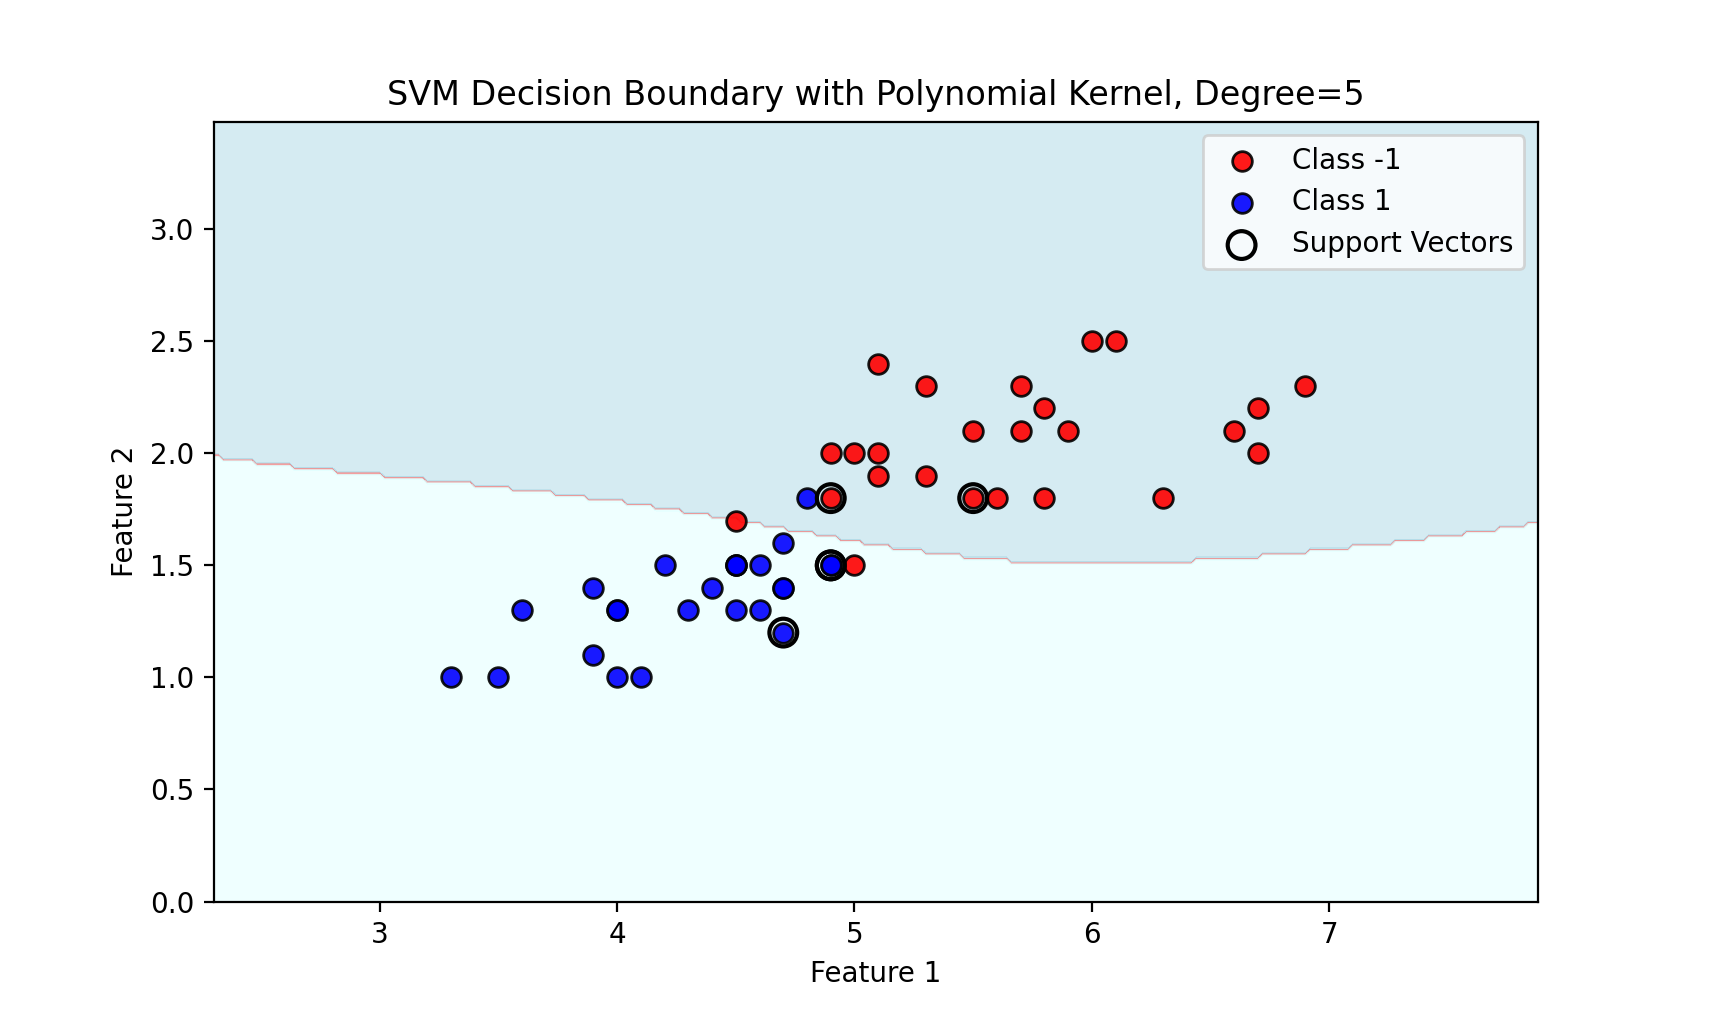 SVM Decision Boundary with Polynomial Kernel, Degree=5
Class -1
Class 1
Support Vectors
3.0
2.5
2.0
1.5
1.0
0.5
0.0
Feature 2
3 4 5 6 7
Feature 1